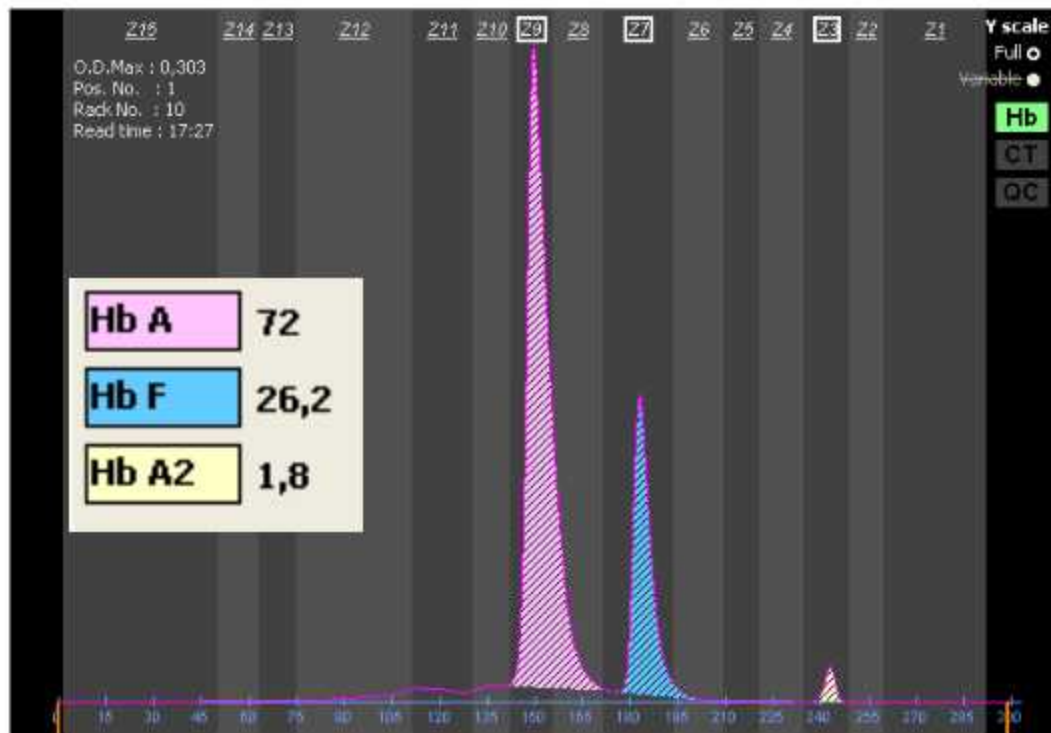 Z15 Z14 Z13 Z12 Z11 Z10 Z9 Z8 Z7 Z6 Z5 Z4 Z3 Z2 Z1 Y scale
Full
Variable
O.D.Max : 0,303
Pos. No. : 1
Rack No. : 10
Read time : 17:27
Hb
CT
QC
Hb A 72
Hb F 26,2
Hb A2 1,8
0 15 30 45 60 75 90 105 120 135 150 165 180 195 210 225 240 255 270 285 300